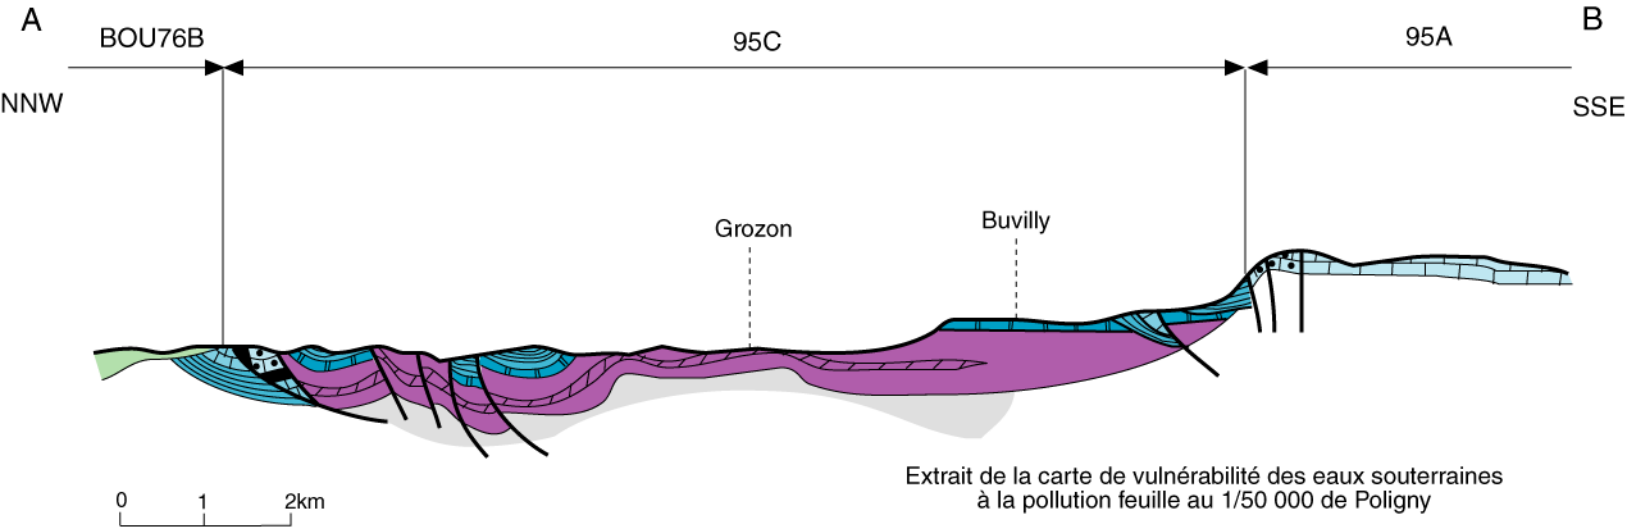 A
B
BOU76B
95C
95A
NNW
SSE
Grozon
Buvilly
Extrait de la carte de vulnérabilité des eaux souterraines
à la pollution feuille au 1/50 000 de Poligny
0 1 2km